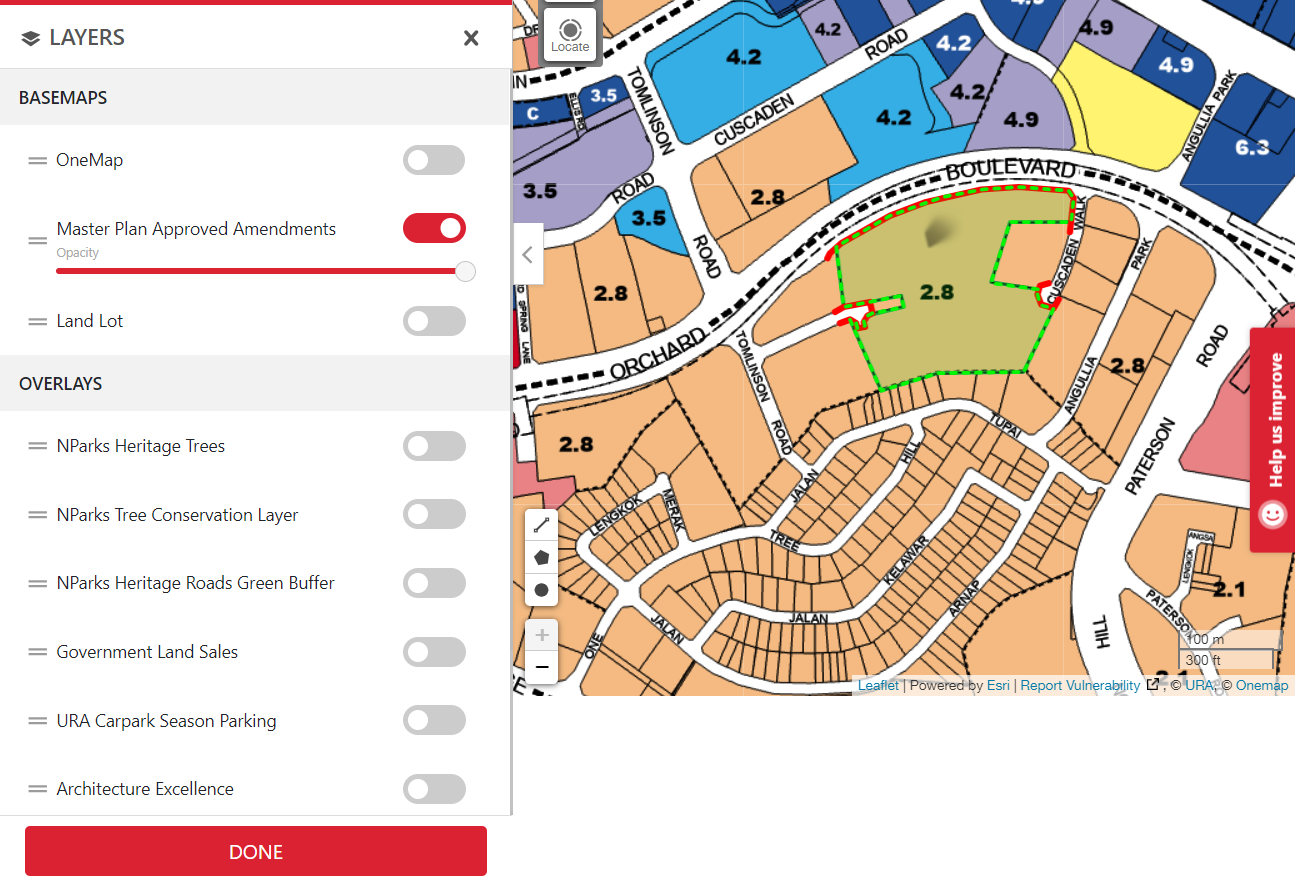 LAYERS
BASEMAPS
OneMap
Master Plan Approved Amendments
Opacity
Land Lot
OVERLAYS
NParks Heritage Trees
NParks Tree Conservation Layer
NParks Heritage Roads Green Buffer
Government Land Sales
URA Carpark Season Parking
Architecture Excellence
DONE
Locate
4.2
4.9
4.2
ROAD
4.2
4.9
3.5
C
ELLIS RD
TOMLINSON
CUSCADEN
4.2
4.2
4.9
ANGULLIA PARK
6.3
3.5
ROAD
3.5
2.8
BOULEVARD
ROAD
WALK
CUSCADEN
PARK
2.8
2.8
SPRING LANE
ORCHARD
TOMLINSON
ROAD
ANGULLIA
2.8
ROAD
PATERSON
2.8
TUPAI
HILL
JALAN
LENGKOK
MERAK
TREE
KELAWAR
ARNAP
JALAN
JALAN
ONE
HILL
ANGSA
LENGKOK
2.1
PATERSON
2.1
100 m
300 ft
Help us improve
Leaflet | Powered by Esri | Report Vulnerability , © URA, © Onemap